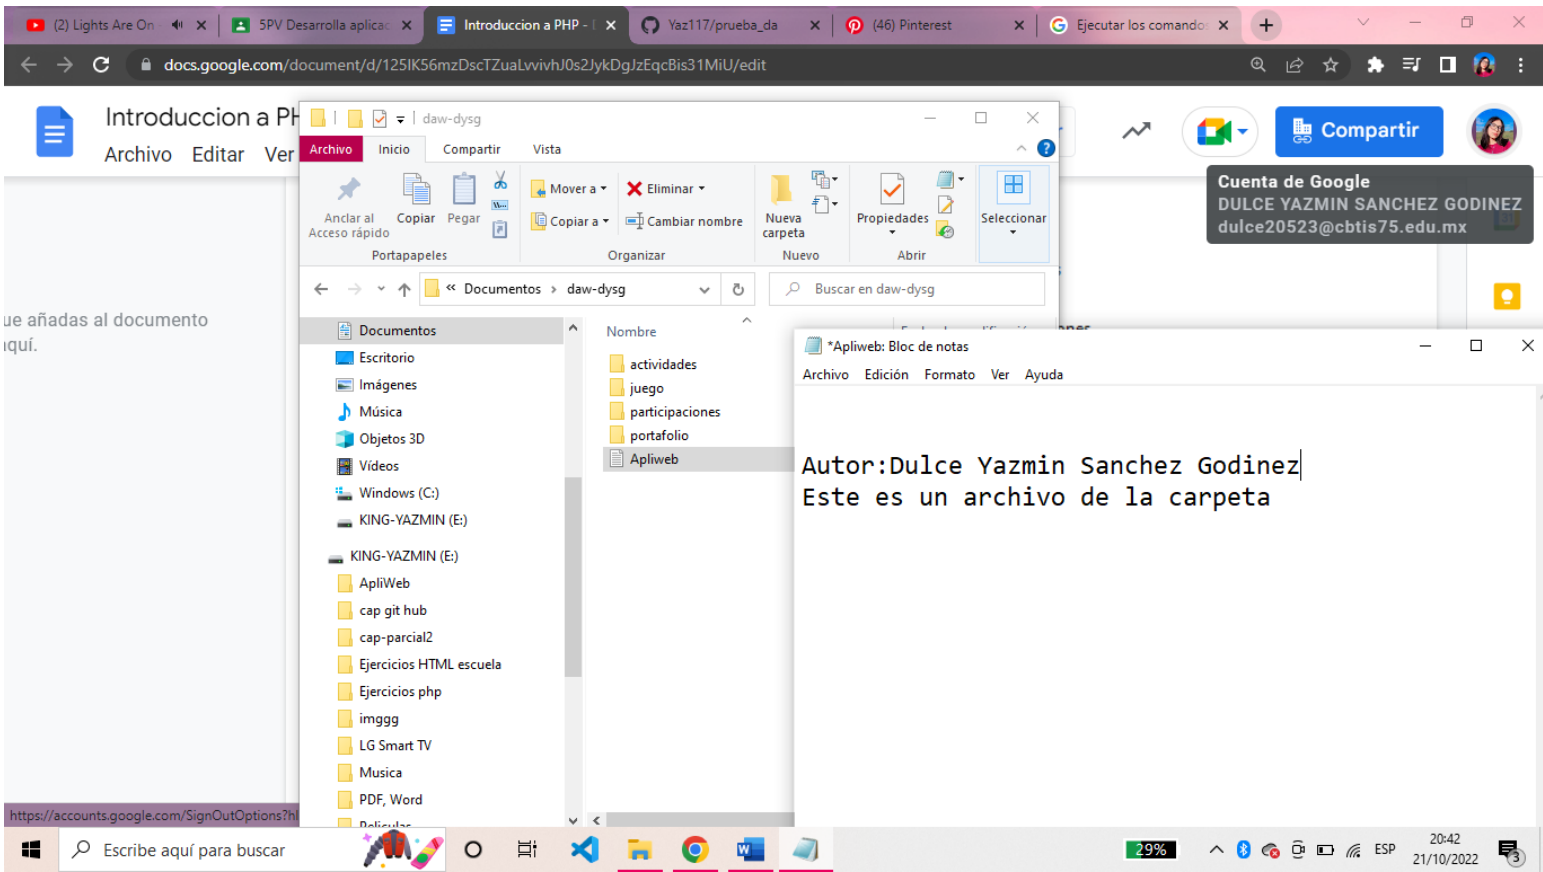 (2) Lights Are On
5PV Desarrolla aplicac
Introduccion a PHP -
Yaz117/prueba_da
(46) Pinterest
Ejecutar los comandos
docs.google.com/document/d/125IK56mzDscTZuaLvvivhJ0s2JykDgJzEqcBis31MiU/edit
Introduccion a PH
Archivo Editar Ver
Compartir
Cuenta de Google
DULCE YAZMIN SANCHEZ GODINEZ
dulce20523@cbtis75.edu.mx
ue añadas al documento
quí.
daw-dysg
Archivo Inicio Compartir Vista
Anclar al
Acceso rápido
Copiar
Pegar
Mover a
Copiar a
Eliminar
Cambiar nombre
Nueva
carpeta
Propiedades
Seleccionar
Portapapeles
Organizar
Nuevo
Abrir
« Documentos › daw-dysg
Buscar en daw-dysg
Documentos
Escritorio
Imágenes
Música
Objetos 3D
Vídeos
Windows (C:)
KING-YAZMIN (E:)
KING-YAZMIN (E:)
ApliWeb
cap git hub
cap-parcial2
Ejercicios HTML escuela
Ejercicios php
imggg
LG Smart TV
Musica
PDF, Word
Nombre
actividades
juego
participaciones
portafolio
Apliweb
*Apliweb: Bloc de notas
Archivo Edición Formato Ver Ayuda
Autor:Dulce Yazmin Sanchez Godinez
Este es un archivo de la carpeta
https://accounts.google.com/SignOutOptions?hl
Escribe aquí para buscar
29%
ESP
20:42
21/10/2022
3